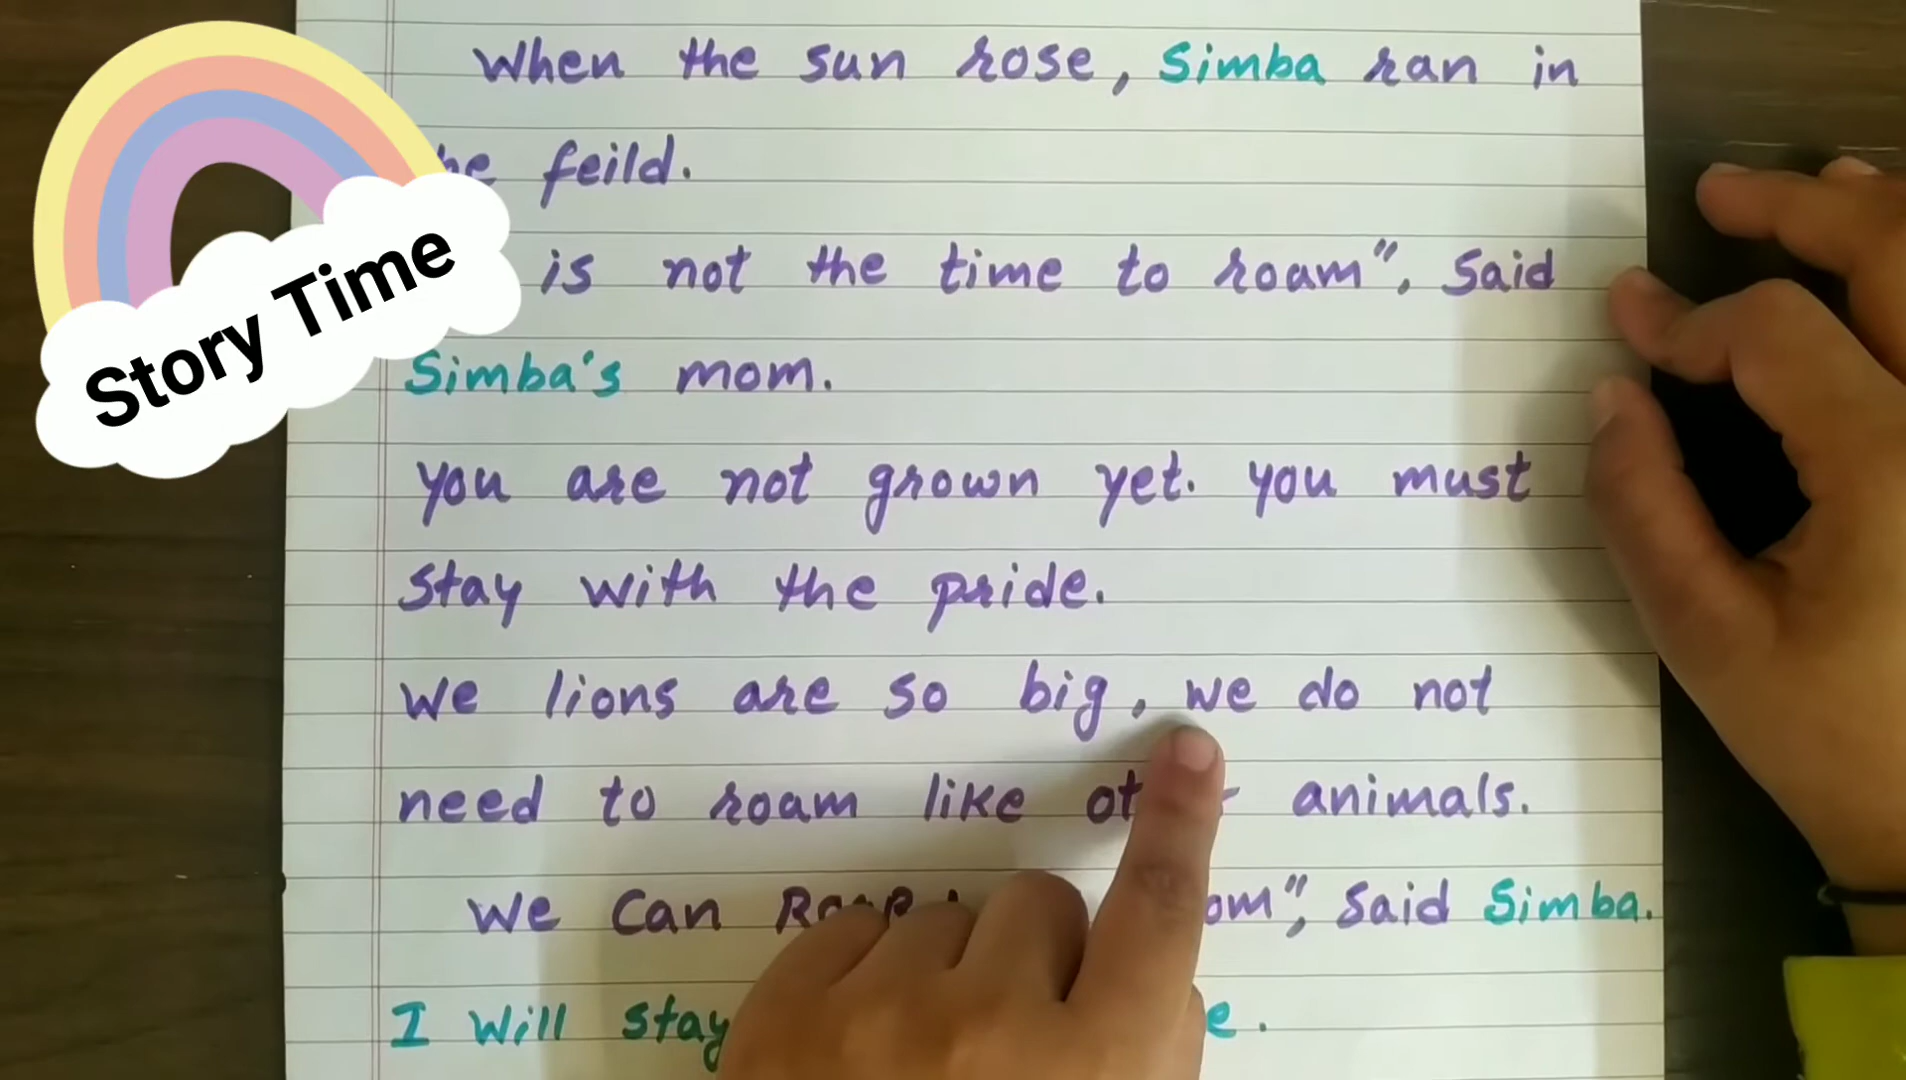 Story Time
When the sun rose, Simba ran in
feild.
is not the time to roam", Said
Simba's mom.
you are not grown yet. you must
stay with the pride.
we lions are so big, we do not
need to roam like animals.
we Can said Simba.
I will stay